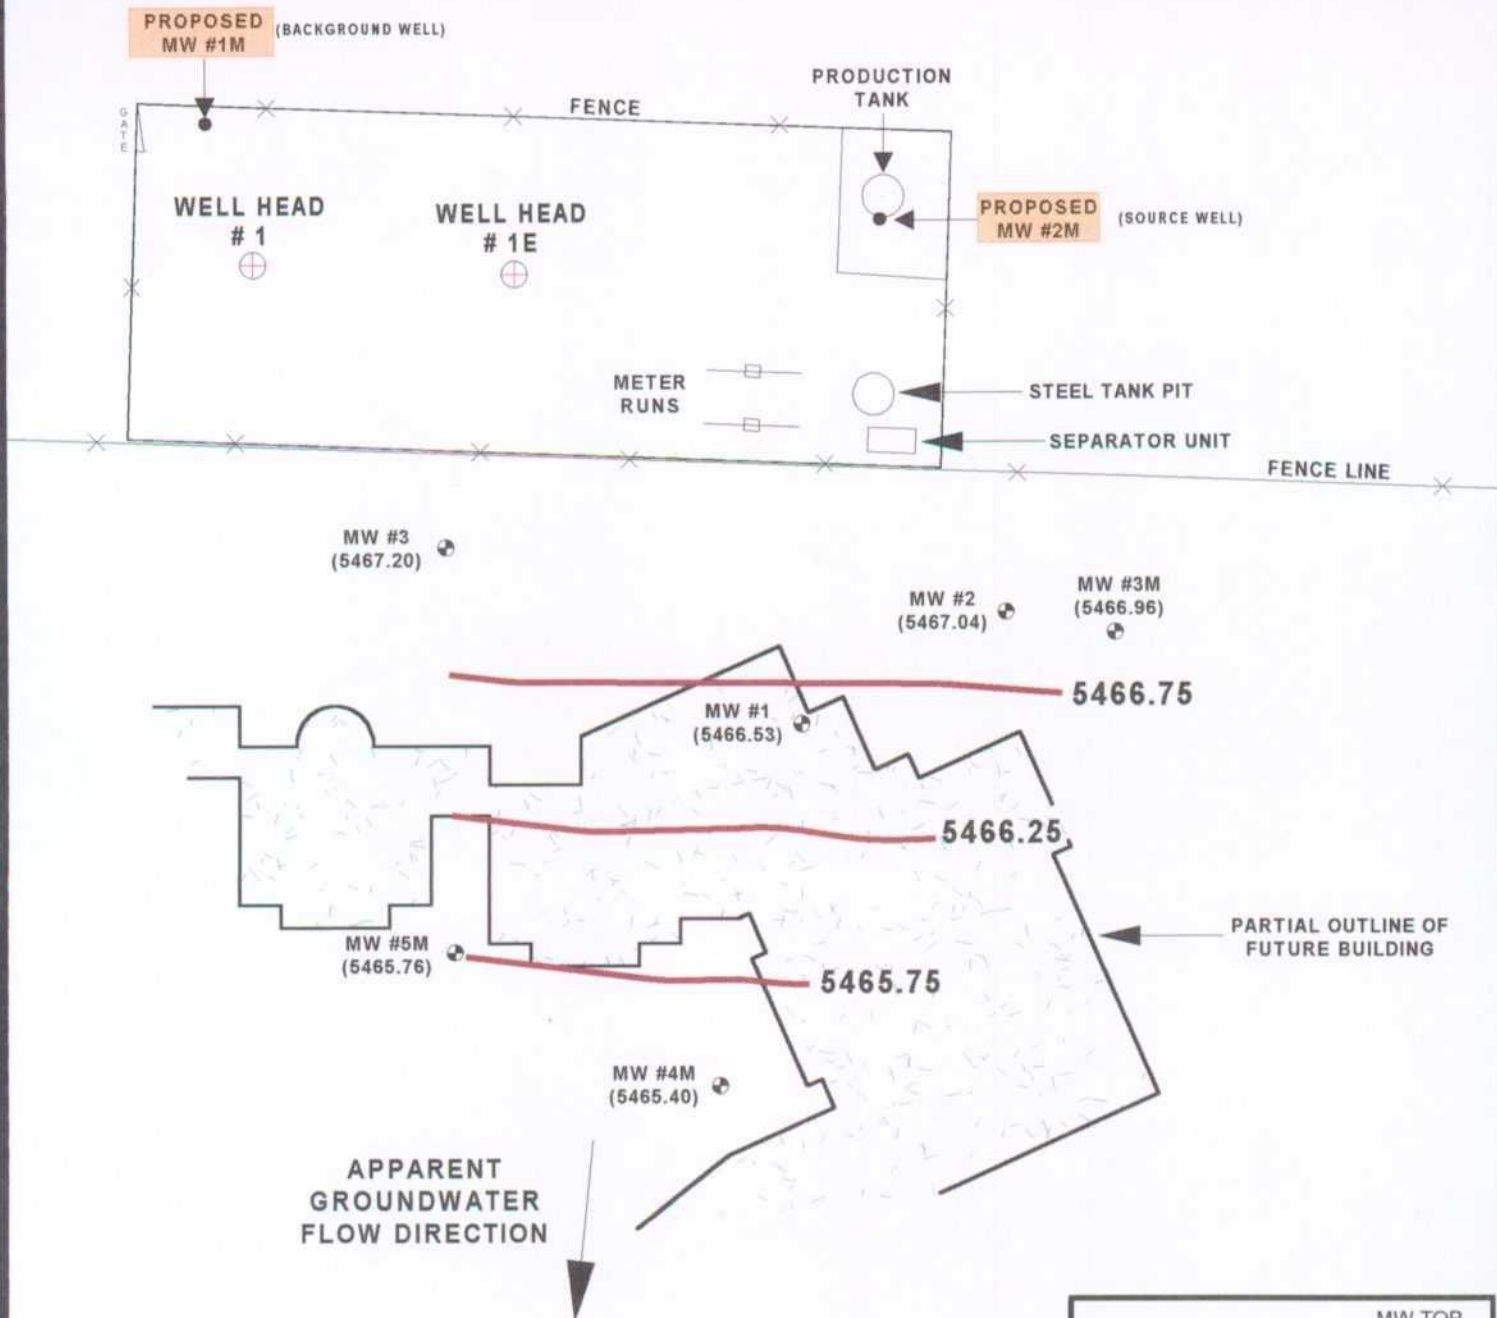 PROPOSED
MW #1M
(BACKGROUND WELL)
PRODUCTION
TANK
FENCE
GATE
PROPOSED
MW #2M
(SOURCE WELL)
WELL HEAD
# 1
WELL HEAD
# 1E
METER
RUNS
STEEL TANK PIT
SEPARATOR UNIT
FENCE LINE
MW #3
(5467.20)
MW #2
(5467.04)
MW #3M
(5466.96)
5466.75
MW #1
(5466.53)
5466.25
PARTIAL OUTLINE OF
FUTURE BUILDING
MW #5M
(5465.76)
5465.75
MW #4M
(5465.40)
APPARENT
GROUNDWATER
FLOW DIRECTION
MW TOP